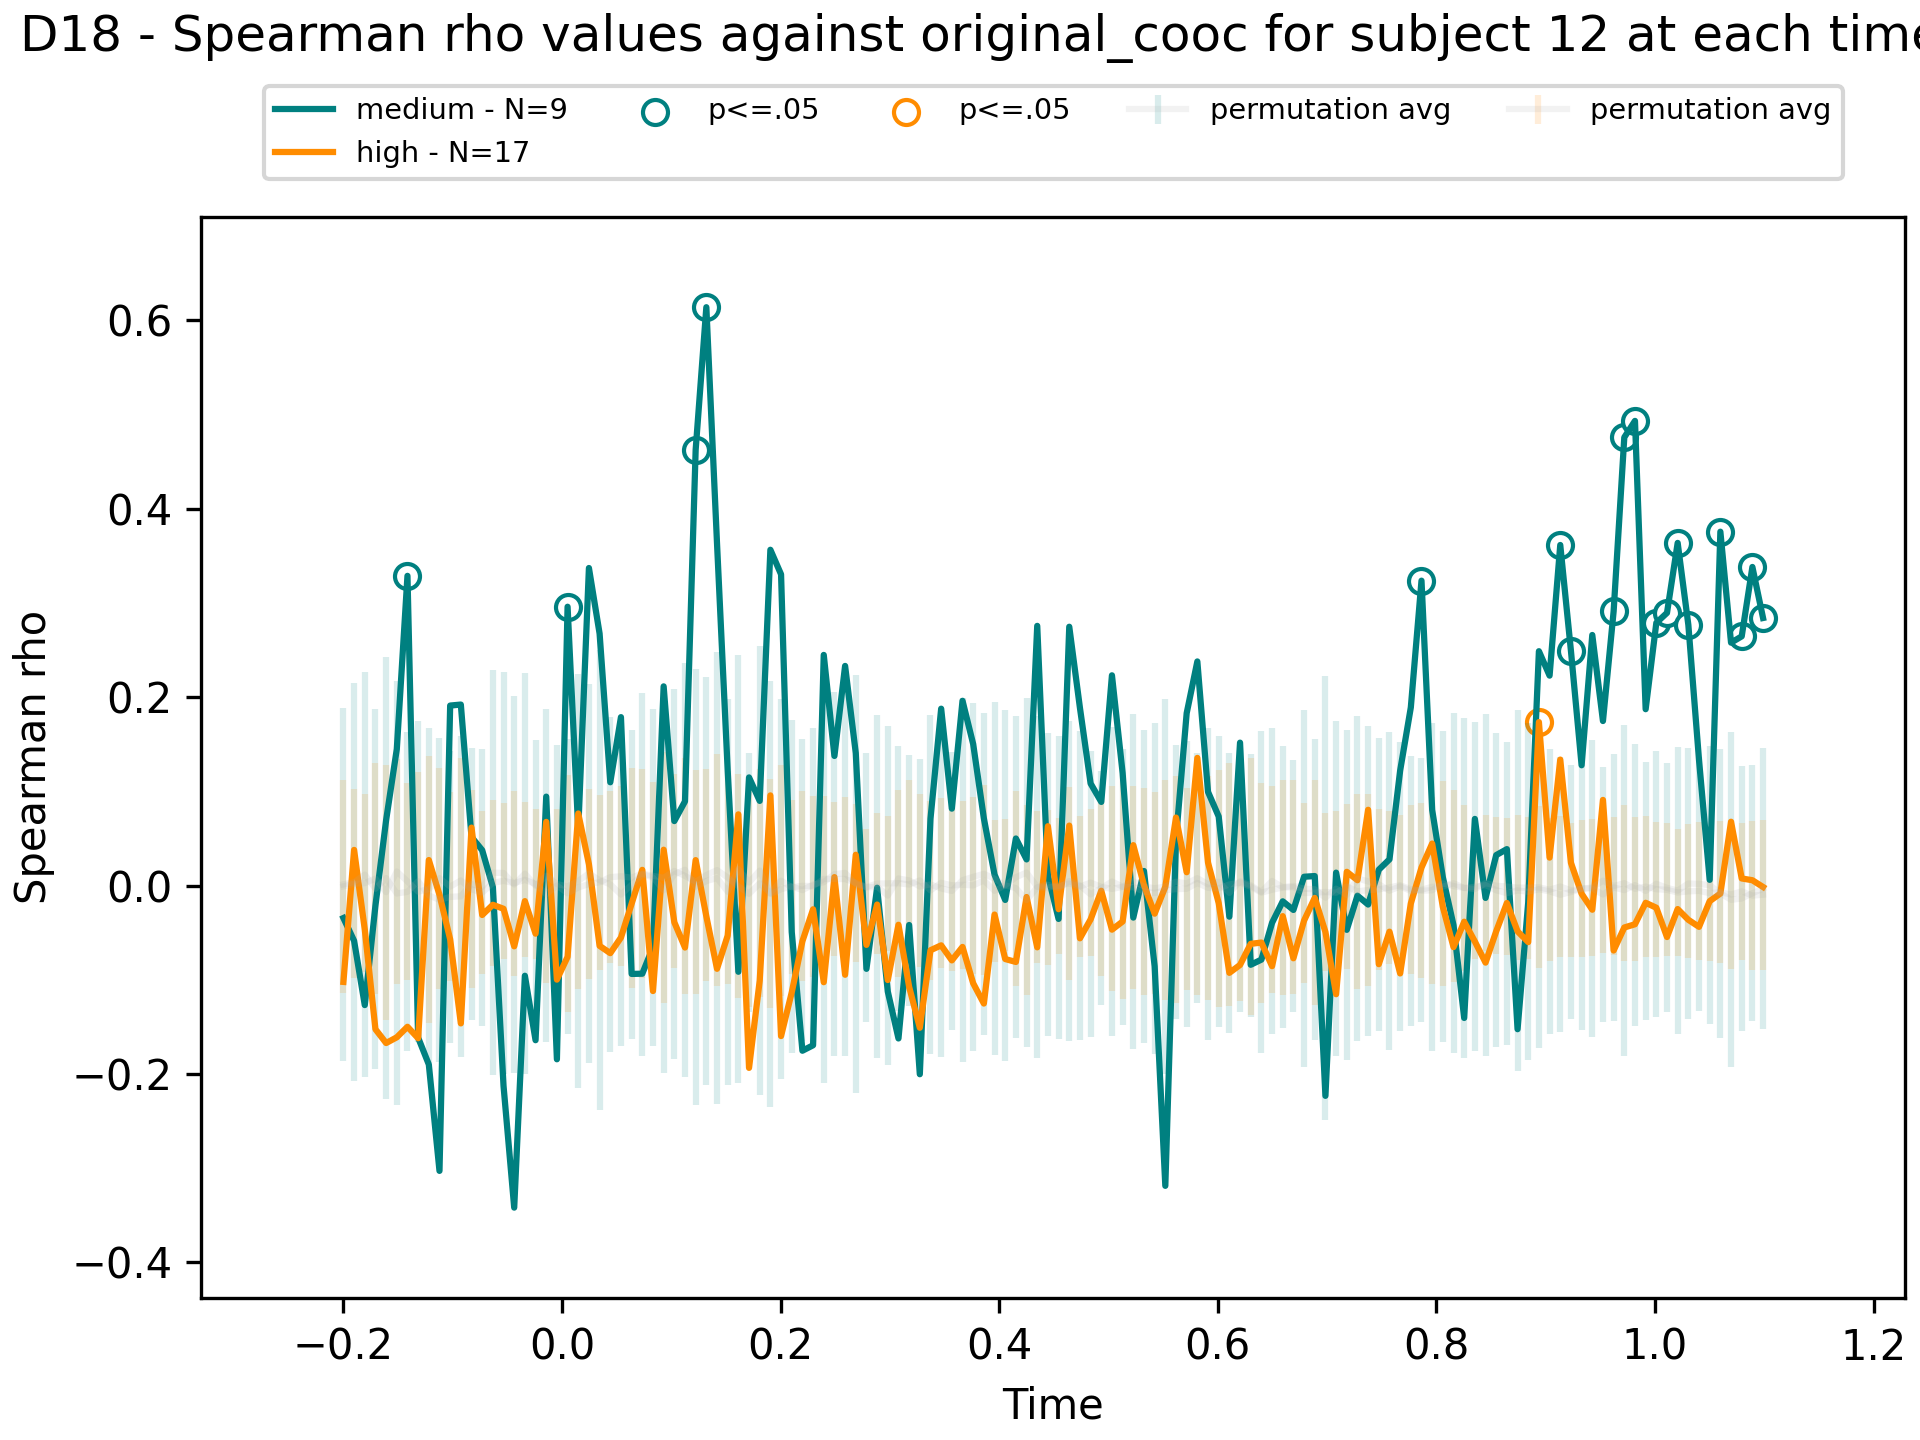 D18 - Spearman rho values against original_cooc for subject 12 at each time
medium - N=9
high - N=17
p<=.05
p<=.05
permutation avg
permutation avg
Spearman rho
0.6
0.4
0.2
0.0
−0.2
−0.4
−0.2 0.0 0.2 0.4 0.6 0.8 1.0 1.2
Time